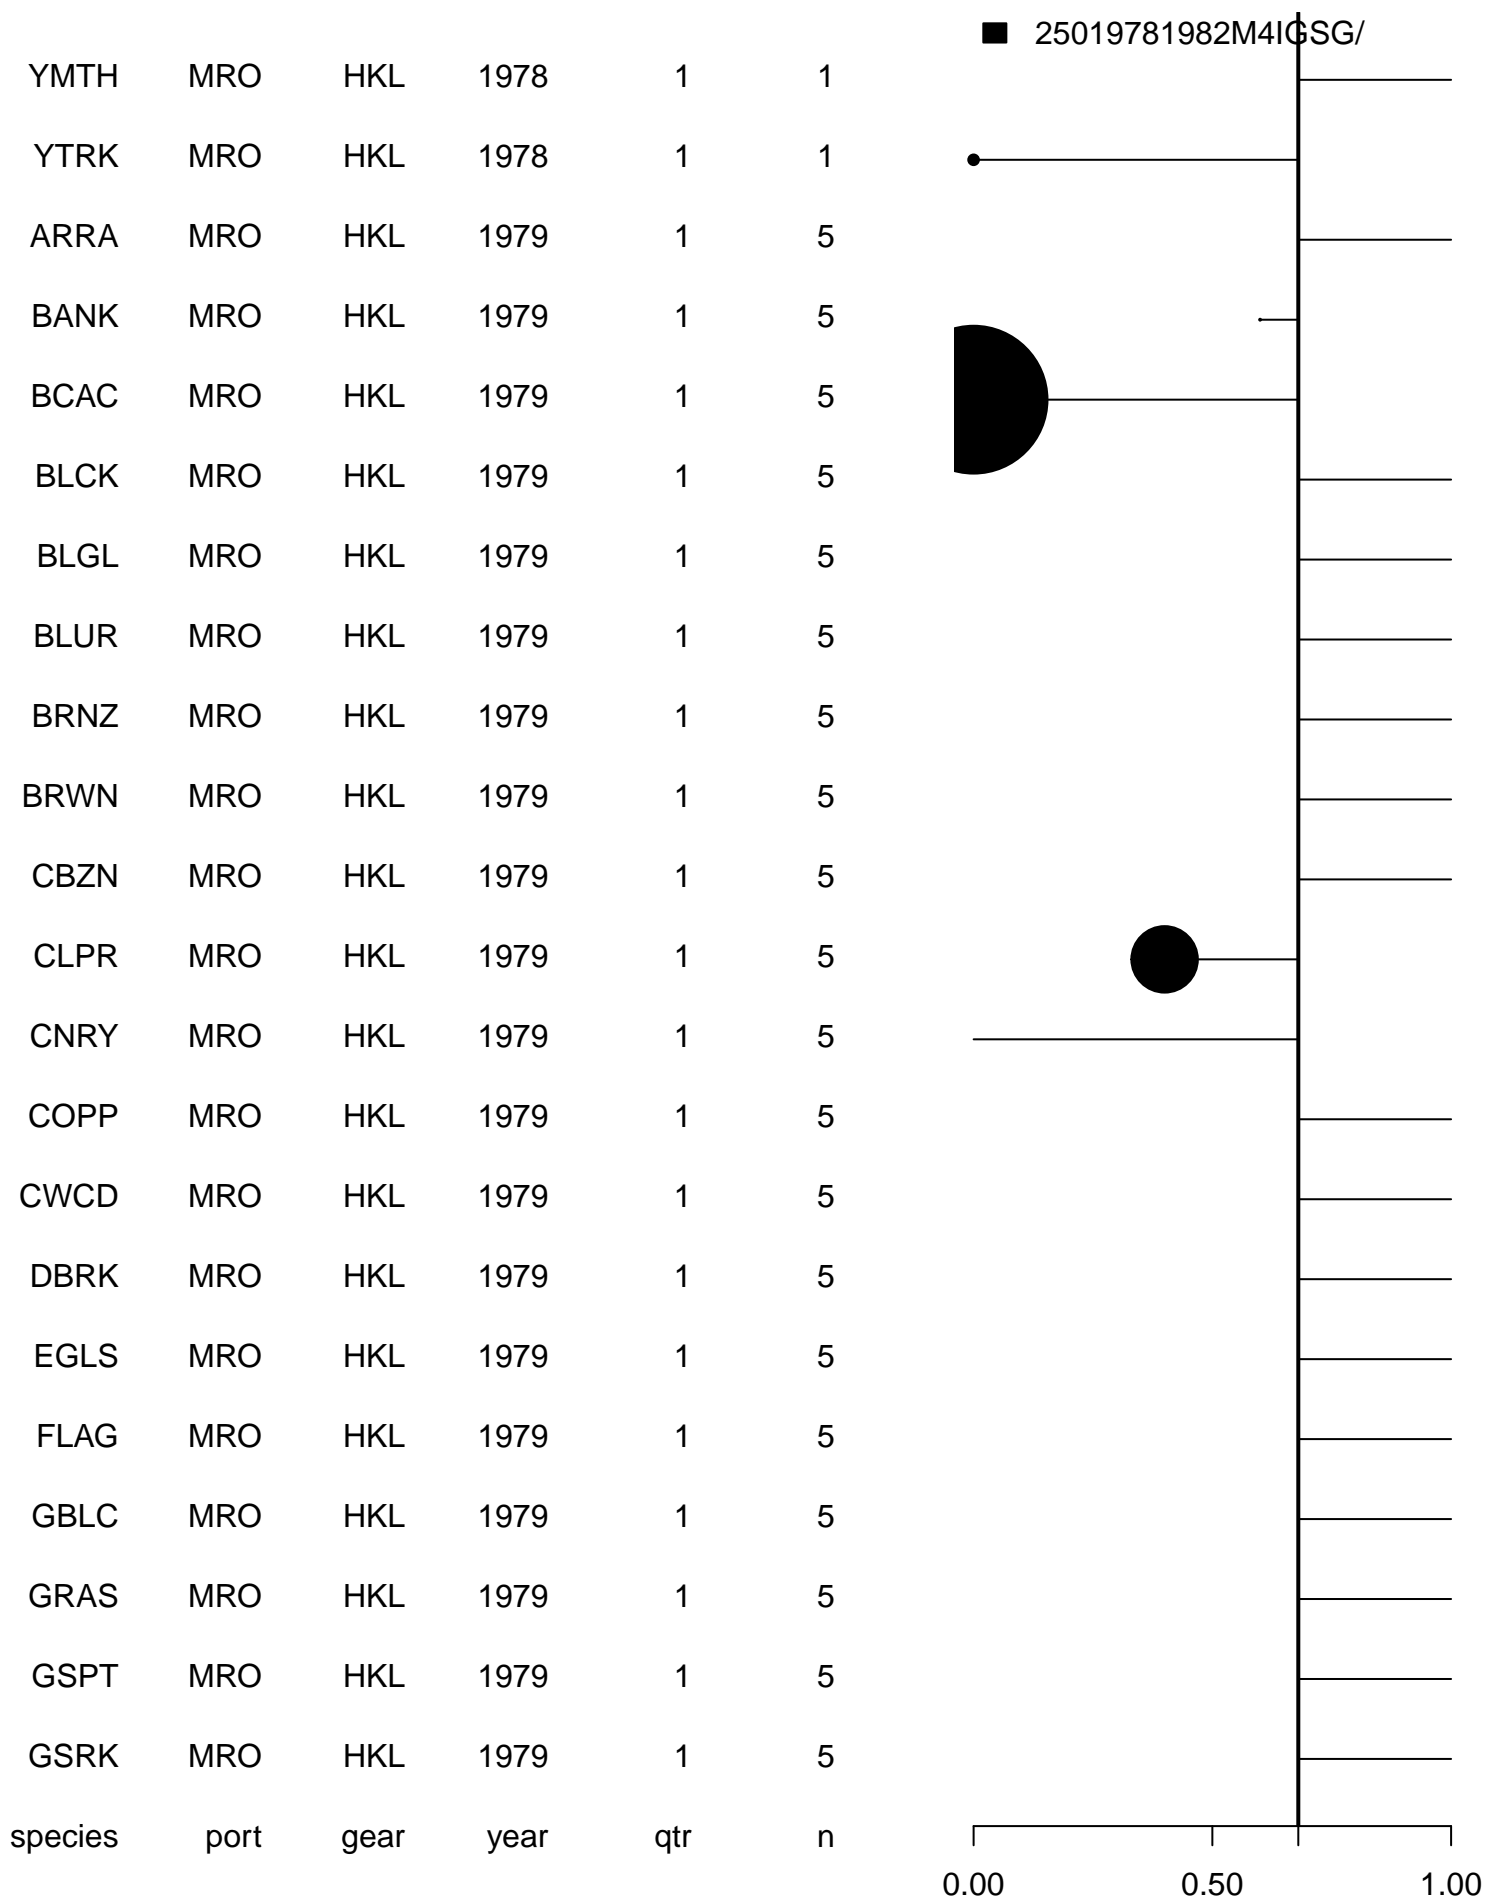 25019781982M4IGSG/
YMTH MRO HKL 1978 1 1
YTRK MRO HKL 1978 1 1
ARRA MRO HKL 1979 1 5
BANK MRO HKL 1979 1 5
BCAC MRO HKL 1979 1 5
BLCK MRO HKL 1979 1 5
BLGL MRO HKL 1979 1 5
BLUR MRO HKL 1979 1 5
BRNZ MRO HKL 1979 1 5
BRWN MRO HKL 1979 1 5
CBZN MRO HKL 1979 1 5
CLPR MRO HKL 1979 1 5
CNRY MRO HKL 1979 1 5
COPP MRO HKL 1979 1 5
CWCD MRO HKL 1979 1 5
DBRK MRO HKL 1979 1 5
EGLS MRO HKL 1979 1 5
FLAG MRO HKL 1979 1 5
GBLC MRO HKL 1979 1 5
GRAS MRO HKL 1979 1 5
GSPT MRO HKL 1979 1 5
GSRK MRO HKL 1979 1 5
species port gear year qtr n
0.00 0.50 1.00